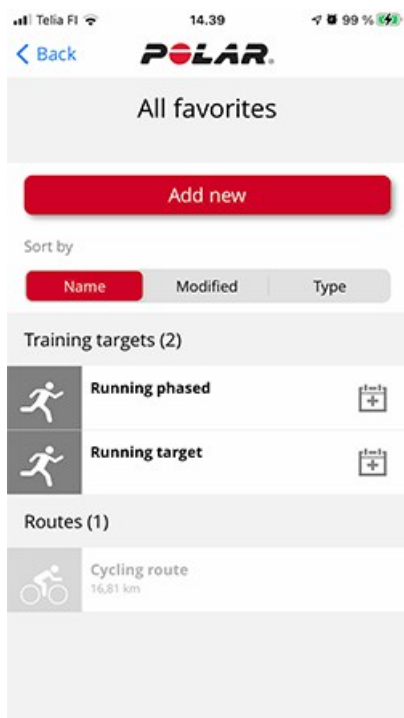 Telia FI 14.39 99 %
Back POLAR.
All favorites
Add new
Sort by
Name Modified Type
Training targets (2)
Running phased
Running target
Routes (1)
Cycling route
16,81 km